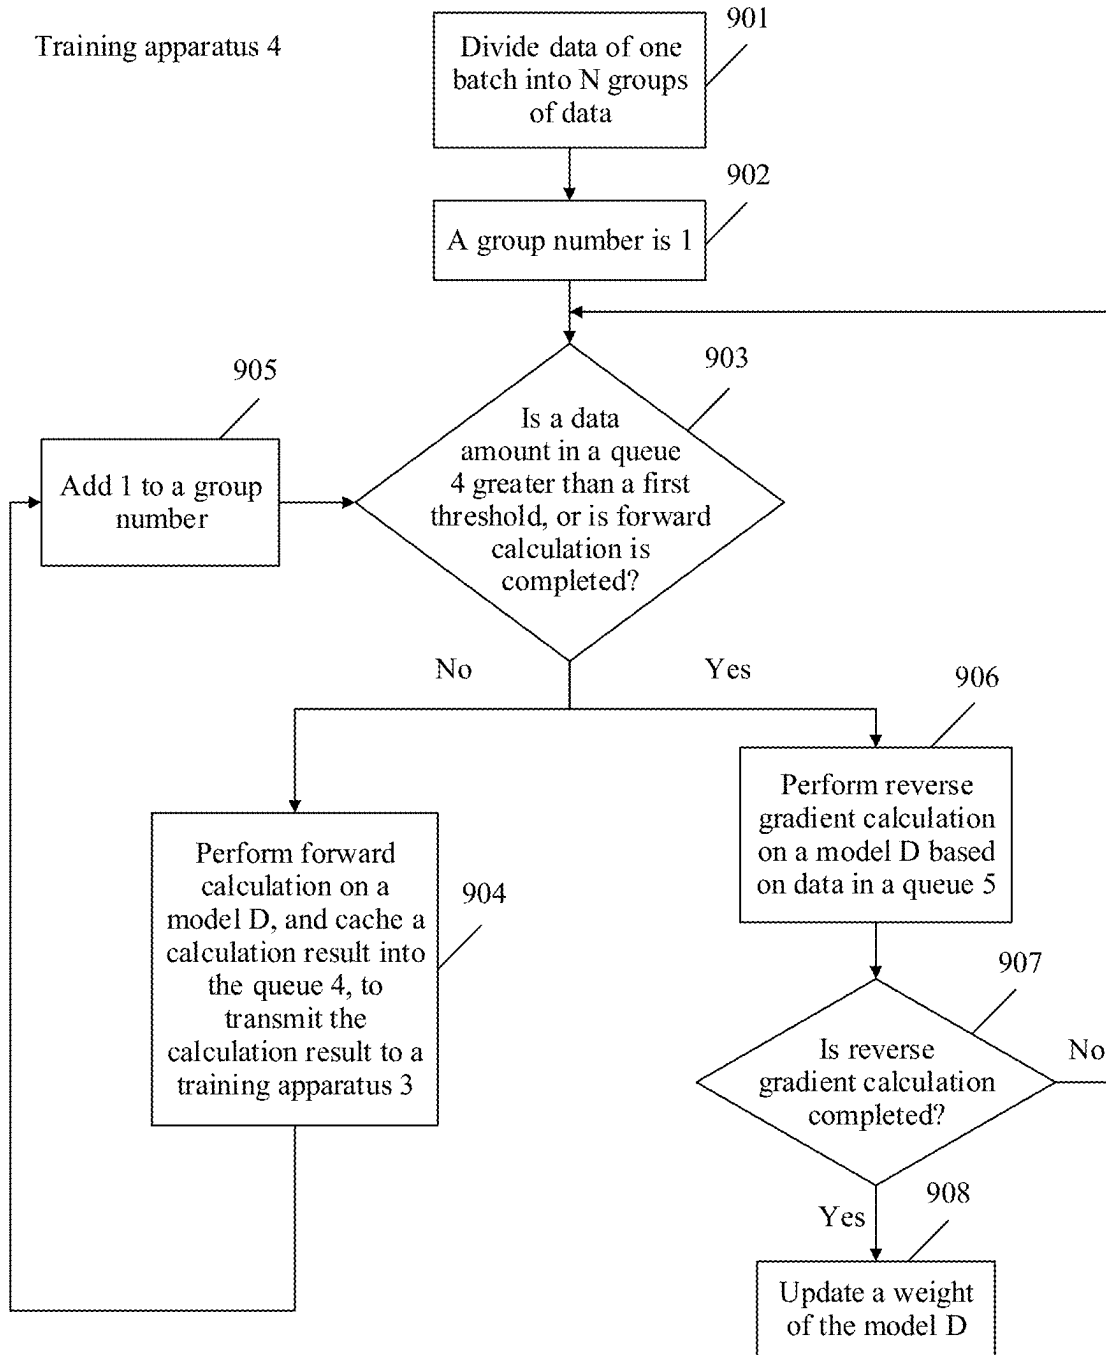 Training apparatus 4
901
Divide data of one
batch into N groups
of data
902
A group number is 1
903
Is a data
amount in a queue
4 greater than a first
threshold, or is forward
calculation is
completed?
905
Add 1 to a group
number
No
Yes
904
Perform forward
calculation on a
model D, and cache a
calculation result into
the queue 4, to
transmit the
calculation result to a
training apparatus 3
906
Perform reverse
gradient calculation
on a model D based
on data in a queue 5
907
Is reverse
gradient calculation
completed?
No
Yes
908
Update a weight
of the model D